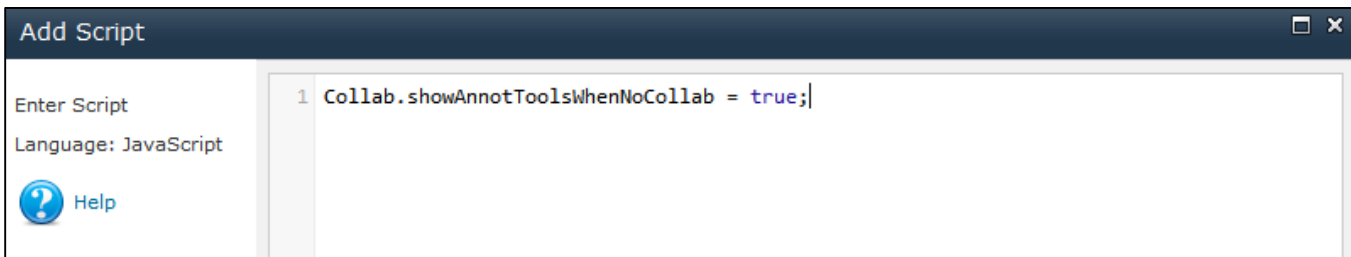 Add Script
Enter Script
Language: JavaScript
Help
1 Collab.showAnnotToolsWhenNoCollab = true;